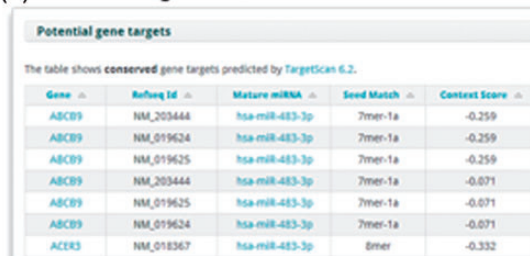 Potential gene targets
The table shows conserved gene targets predicted by TargetScan 6.2.
Gene Refseq Id Mature miRNA Seed Match Context Score
ABCB9 NM_203444 hsa-miR-483-3p 7mer-1a -0.259
ABCB9 NM_019624 hsa-miR-483-3p 7mer-1a -0.259
ABCB9 NM_019625 hsa-miR-483-3p 7mer-1a -0.259
ABCB9 NM_203444 hsa-miR-483-3p 7mer-1a -0.071
ABCB9 NM_019625 hsa-miR-483-3p 7mer-1a -0.071
ABCB9 NM_019624 hsa-miR-483-3p 7mer-1a -0.071
ACER3 NM_018367 hsa-miR-483-3p 8mer -0.332